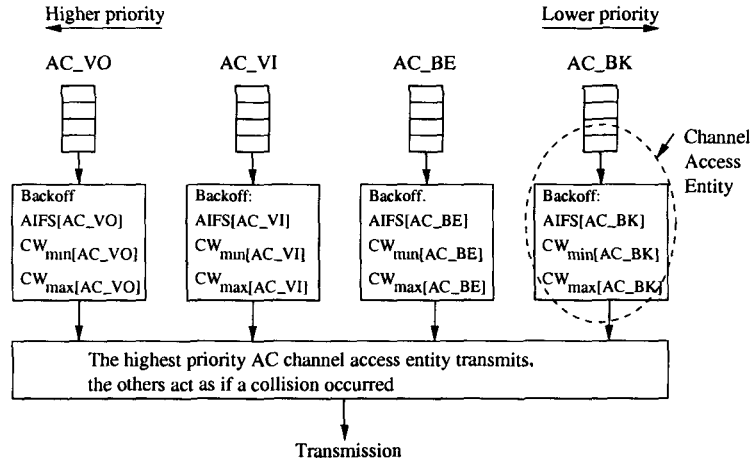 Higher priority
Lower priority
AC_VO
AC_VI
AC_BE
AC_BK
Channel
Access
Entity
Backoff
AIFS[AC_VO]
CWmin[AC_VO]
CWmax[AC_VO]
Backoff:
AIFS[AC_VI]
CWmin[AC_VI]
CWmax[AC_VI]
Backoff.
AIFS[AC_BE]
CWmin[AC_BE]
CWmax[AC_BE]
Backoff:
AIFS[AC_BK]
CWmin[AC_BK]
CWmax[AC_BK]
The highest priority AC channel access entity transmits,
the others act as if a collision occurred
Transmission